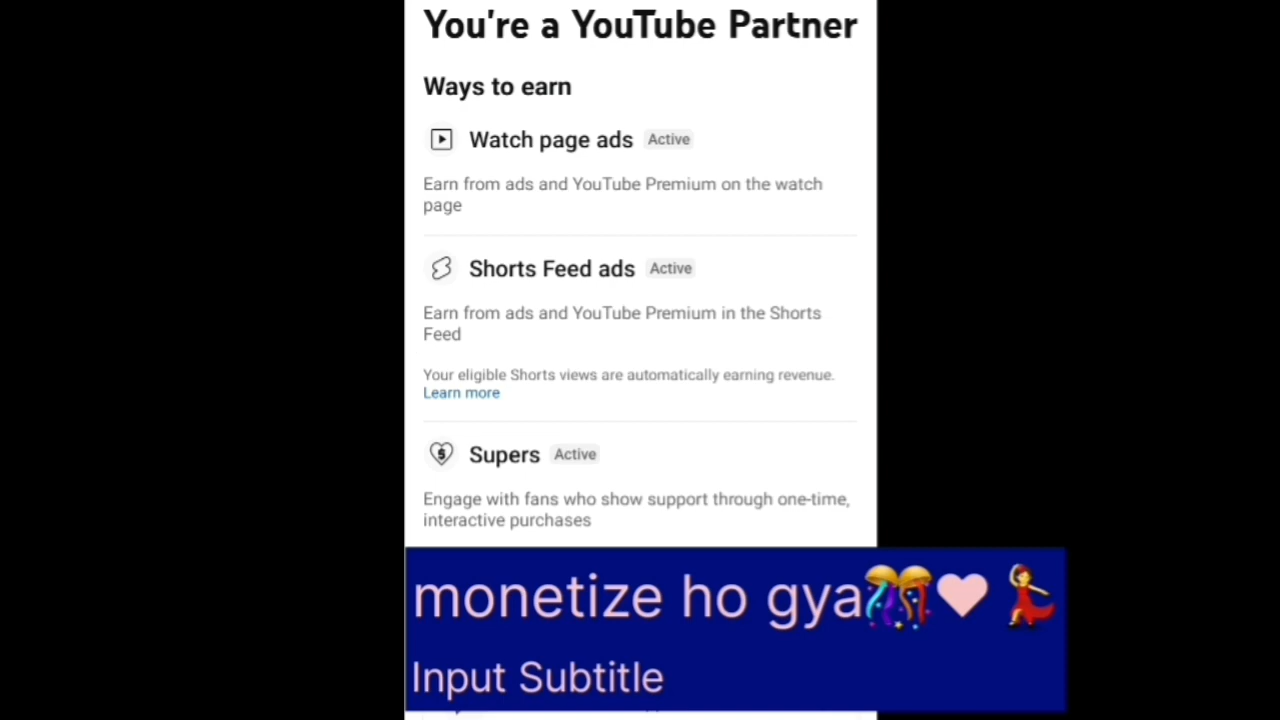 You're a YouTube Partner
Ways to earn
Watch page ads Active
Earn from ads and YouTube Premium on the watch
page
Shorts Feed ads Active
Earn from ads and YouTube Premium in the Shorts
Feed
Your eligible Shorts views are automatically earning revenue.
Learn more
Supers Active
Engage with fans who show support through one-time,
interactive purchases
monetize ho gya🎊🩷💃
Input Subtitle